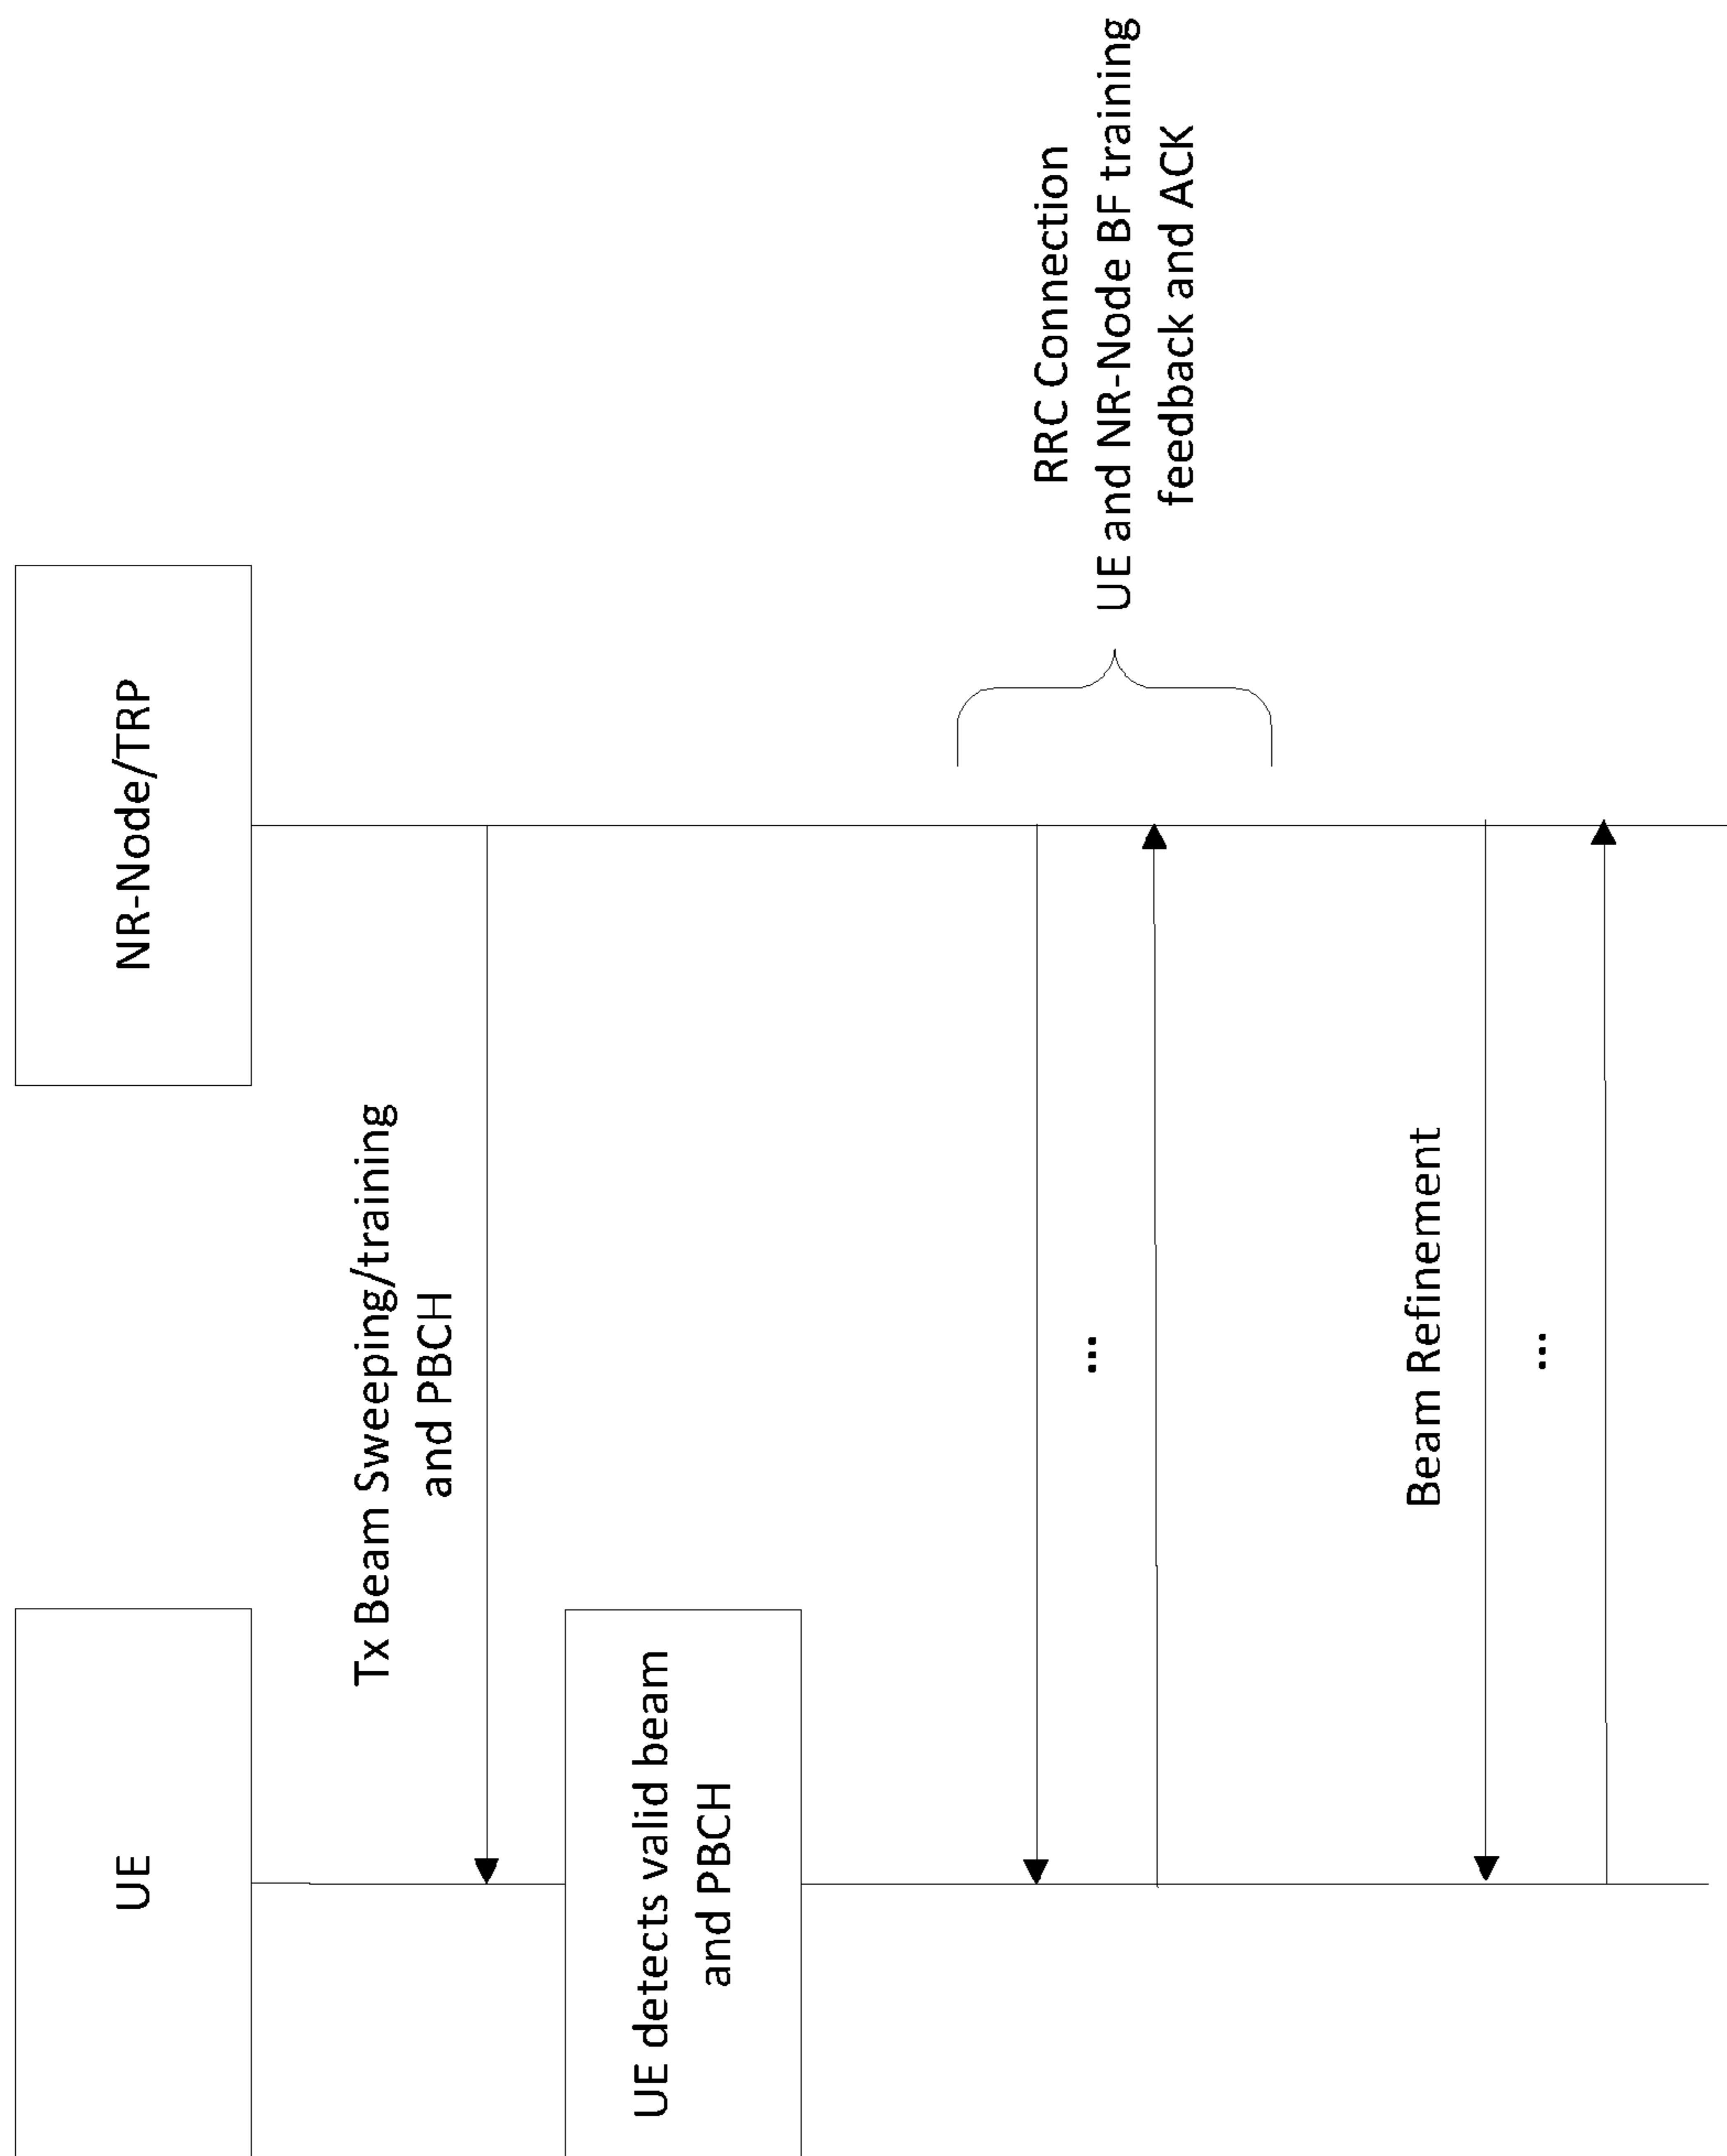 UE
NR-Node/TRP
Tx Beam Sweeping/training
and PBCH
UE detects valid beam
and PBCH
RRC Connection
UE and NR-Node BF training
feedback and ACK
...
Beam Refinement
...